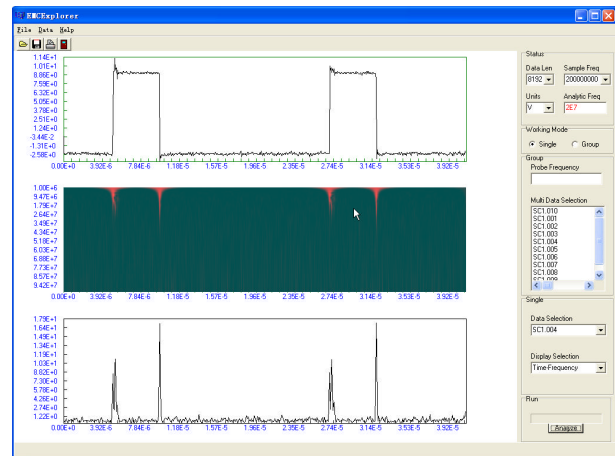 EMCExplorer
File Data Help
1.14E+1
1.01E+1
8.86E+0
7.59E+0
6.32E+0
5.05E+0
3.78E+0
2.51E+0
1.24E+0
-3.44E-2
-1.31E+0
-2.58E+0
0.00E+0 3.92E-6 7.84E-6 1.18E-5 1.57E-5 1.96E-5 2.35E-5 2.74E-5 3.14E-5 3.53E-5 3.92E-5
1.00E+6
9.47E+6
1.79E+7
2.64E+7
3.49E+7
4.34E+7
5.18E+7
6.03E+7
6.88E+7
7.73E+7
8.57E+7
9.42E+7
0.00E+0 3.92E-6 7.84E-6 1.18E-5 1.57E-5 1.96E-5 2.35E-5 2.74E-5 3.14E-5 3.53E-5 3.92E-5
1.79E+1
1.64E+1
1.49E+1
1.34E+1
1.19E+1
1.03E+1
8.82E+0
7.30E+0
5.78E+0
4.26E+0
2.74E+0
1.22E+0
0.00E+0 3.92E-6 7.84E-6 1.18E-5 1.57E-5 1.96E-5 2.35E-5 2.74E-5 3.14E-5 3.53E-5 3.92E-5
Status
Data Len Sample Freq
8192 200000000
Units Analytic Freq
V 2E7
Working Mode
Single Group
Group
Probe Frequency
Multi Data Selection
SC1.010
SC1.001
SC1.002
SC1.003
SC1.004
SC1.005
SC1.006
SC1.007
SC1.008
SC1.009
Single
Data Selection
SC1.004
Display Selection
Time-Frequency
Run
Analyze